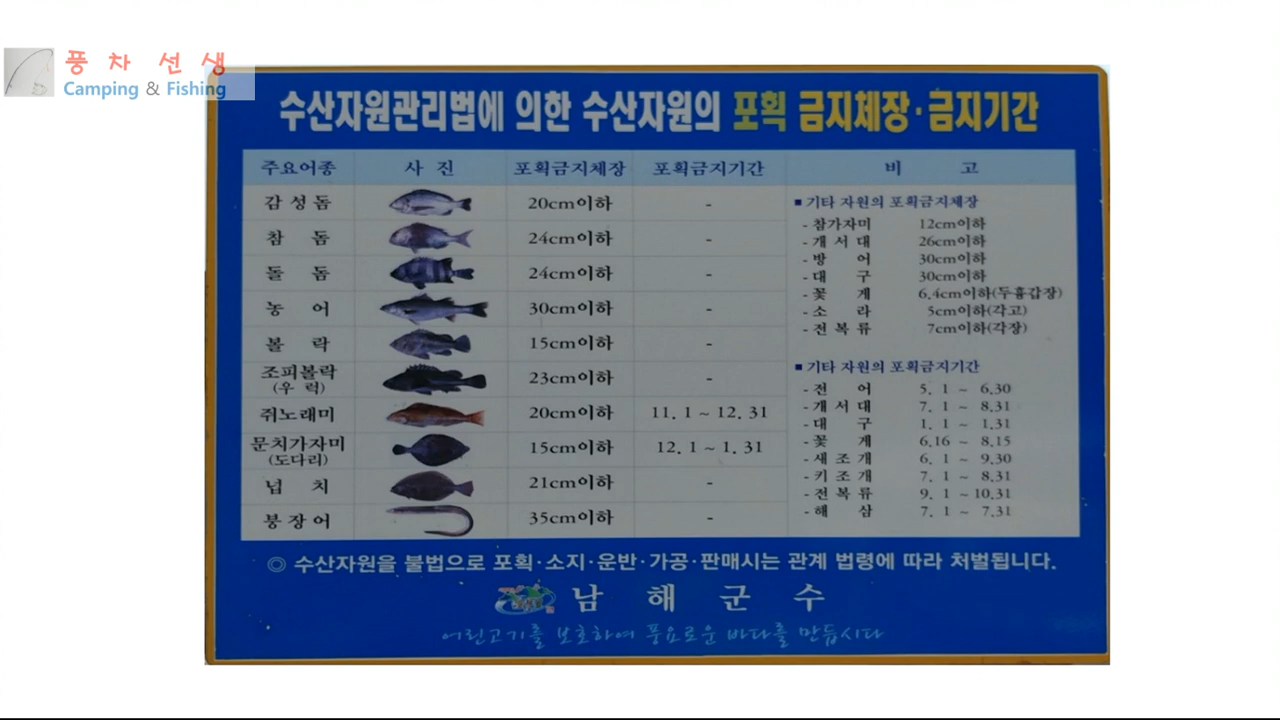 풍차선생
Camping & Fishing
수산자원관리법에 의한 수산자원의 포획 금지체장·금지기간
주요어종 사 진 포획금지체장 포획금지기간 비 고
감성돔 20cm이하 -
참 돔 24cm이하 -
돌 돔 24cm이하 -
농 어 30cm이하 -
볼 락 15cm이하 -
조피볼락 23cm이하 -
(우 럭)
쥐노래미 20cm이하 11. 1 ~ 12. 31
문치가자미 15cm이하 12. 1 ~ 1. 31
(도다리)
넙 치 21cm이하 -
붕장어 35cm이하 -
■ 기타 자원의 포획금지체장
- 참가자미 12cm이하
- 개 서 대 26cm이하
- 방 어 30cm이하
- 대 구 30cm이하
- 꽃 게 6.4cm이하(두흉갑장)
- 소 라 5cm이하(각고)
- 전 복 류 7cm이하(각장)
■ 기타 자원의 포획금지기간
- 전 어 5. 1 ~ 6.30
- 개 서 대 7. 1 ~ 8.31
- 대 구 1. 1 ~ 1.31
- 꽃 게 6.16 ~ 8.15
- 새 조 개 6. 1 ~ 9.30
- 키 조 개 7. 1 ~ 8.31
- 전 복 류 9. 1 ~ 10.31
- 해 삼 7. 1 ~ 7.31
◎ 수산자원을 불법으로 포획·소지·운반·가공·판매시는 관계 법령에 따라 처벌됩니다.
남 해 군 수
어린고기를 보호하여 풍요로운 바다를 만듭시다